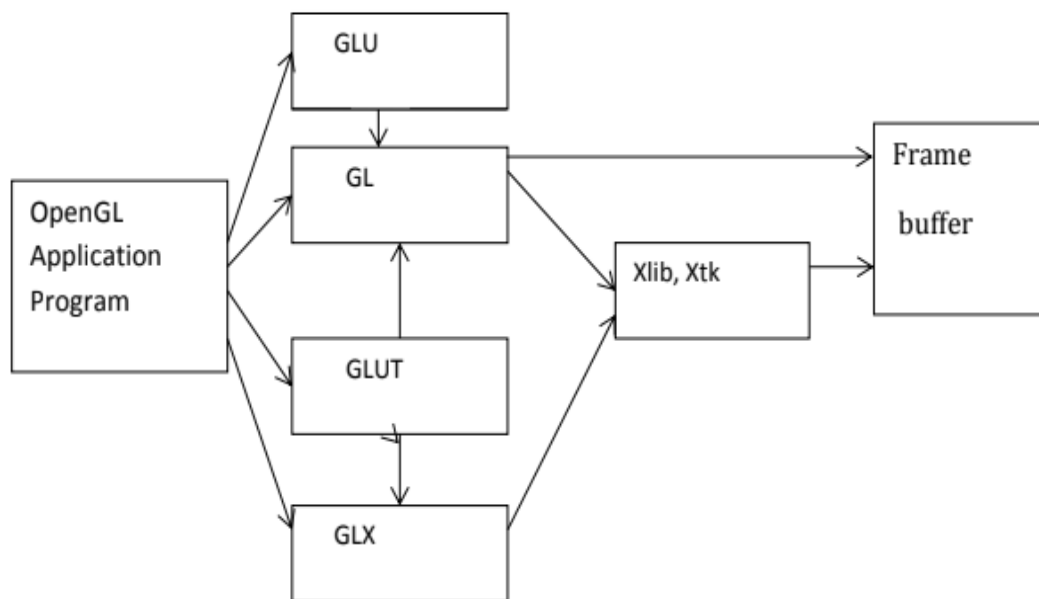 GLU
GL
OpenGL
Application
Program
GLUT
GLX
Xlib, Xtk
Frame
buffer